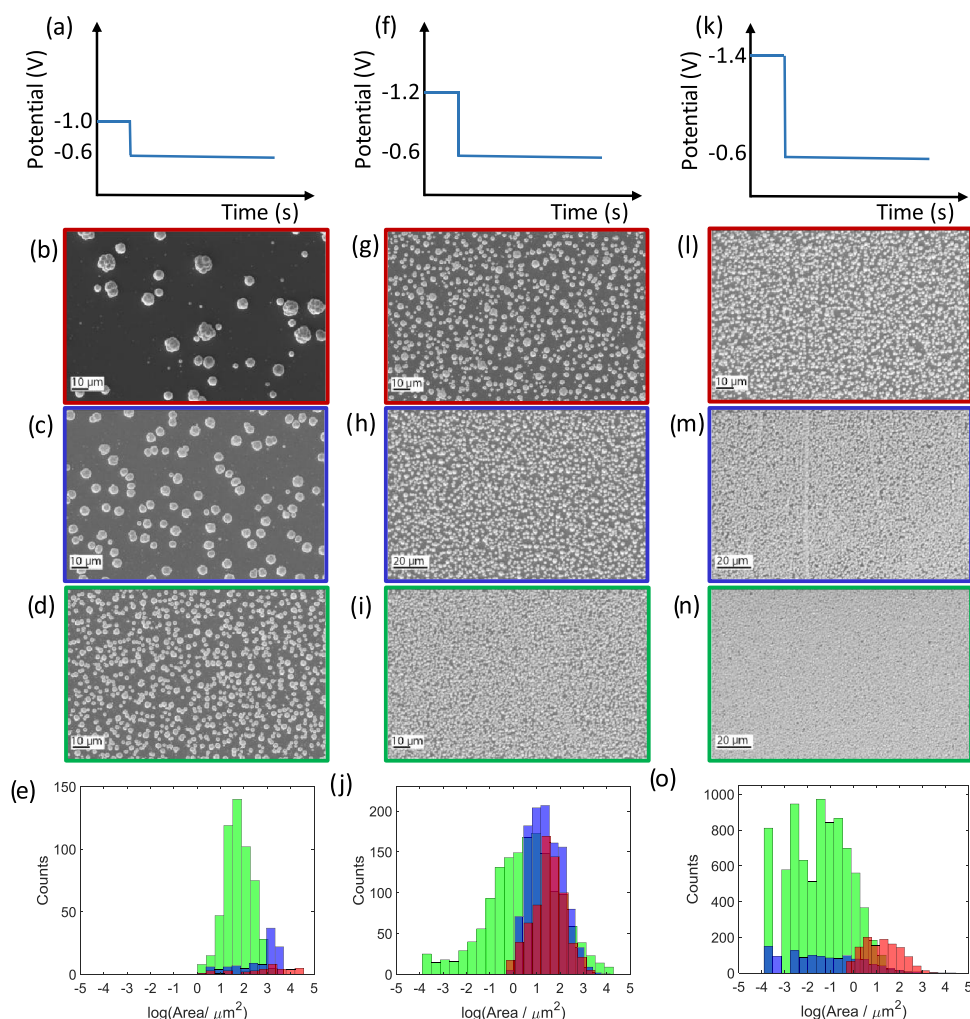 (a)
Potential (V)
-1.0
-0.6
Time (s)
(f)
Potential (V)
-1.2
-0.6
Time (s)
(k)
Potential (V)
-1.4
-0.6
Time (s)
(b)
10 µm
(g)
10 µm
(l)
10 µm
(c)
10 µm
(h)
20 µm
(m)
20 µm
(d)
10 µm
(i)
10 µm
(n)
20 µm
(e)
150
100
50
0
Counts
-5 -4 -3 -2 -1 0 1 2 3 4 5
log(Area/ µm²)
(j)
200
150
100
50
0
Counts
-5 -4 -3 -2 -1 0 1 2 3 4 5
log(Area/ µm²)
(o)
1000
800
600
400
200
0
Counts
-5 -4 -3 -2 -1 0 1 2 3 4 5
log(Area/ µm²)